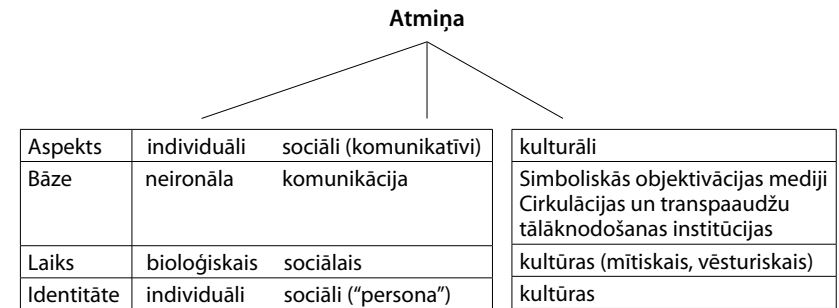 Atmiņa
Aspekts individuāli sociāli (komunikatīvi) kulturāli
Bāze neironāla komunikācija Simboliskās objektivācijas mediji
Cirkulācijas un transpaaudžu
tālāknodošanas institūcijas
Laiks bioloģiskais sociālais kultūras (mītiskais, vēsturiskais)
Identitāte individuāli sociāli (“persona”) kultūras